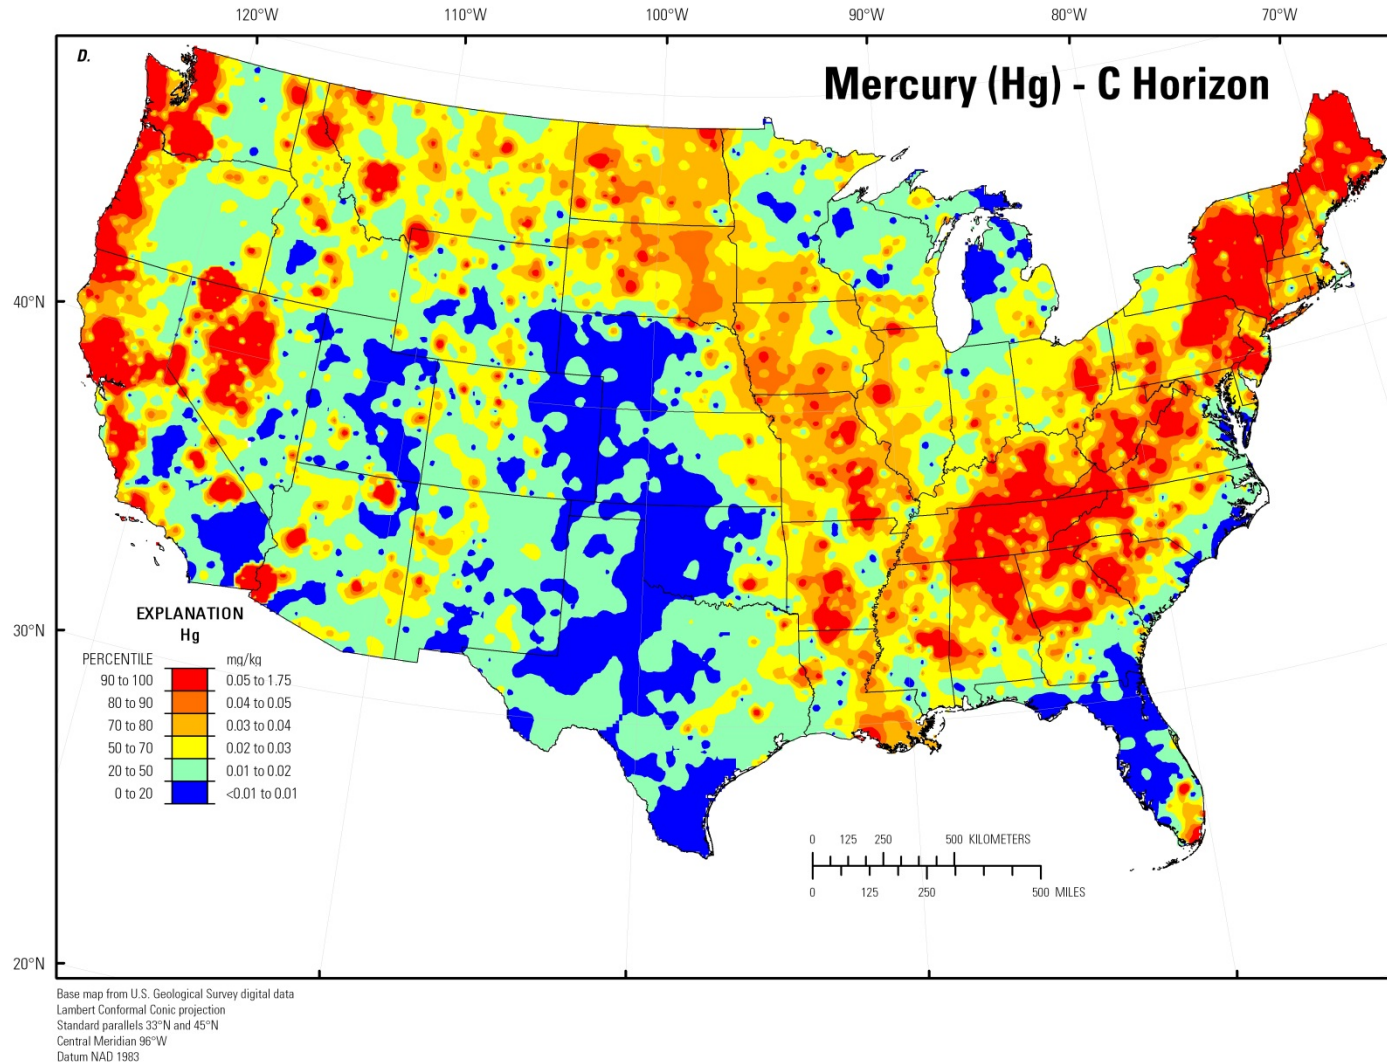 120°W 110°W 100°W 90°W 80°W 70°W
D.
Mercury (Hg) - C Horizon
40°N
30°N
20°N
EXPLANATION
Hg
PERCENTILE mg/kg
90 to 100 0.05 to 1.75
80 to 90 0.04 to 0.05
70 to 80 0.03 to 0.04
50 to 70 0.02 to 0.03
20 to 50 0.01 to 0.02
0 to 20 <0.01 to 0.01
0 125 250 500 KILOMETERS
0 125 250 500 MILES
Base map from U.S. Geological Survey digital data
Lambert Conformal Conic projection
Standard parallels 33°N and 45°N
Central Meridian 96°W
Datum NAD 1983